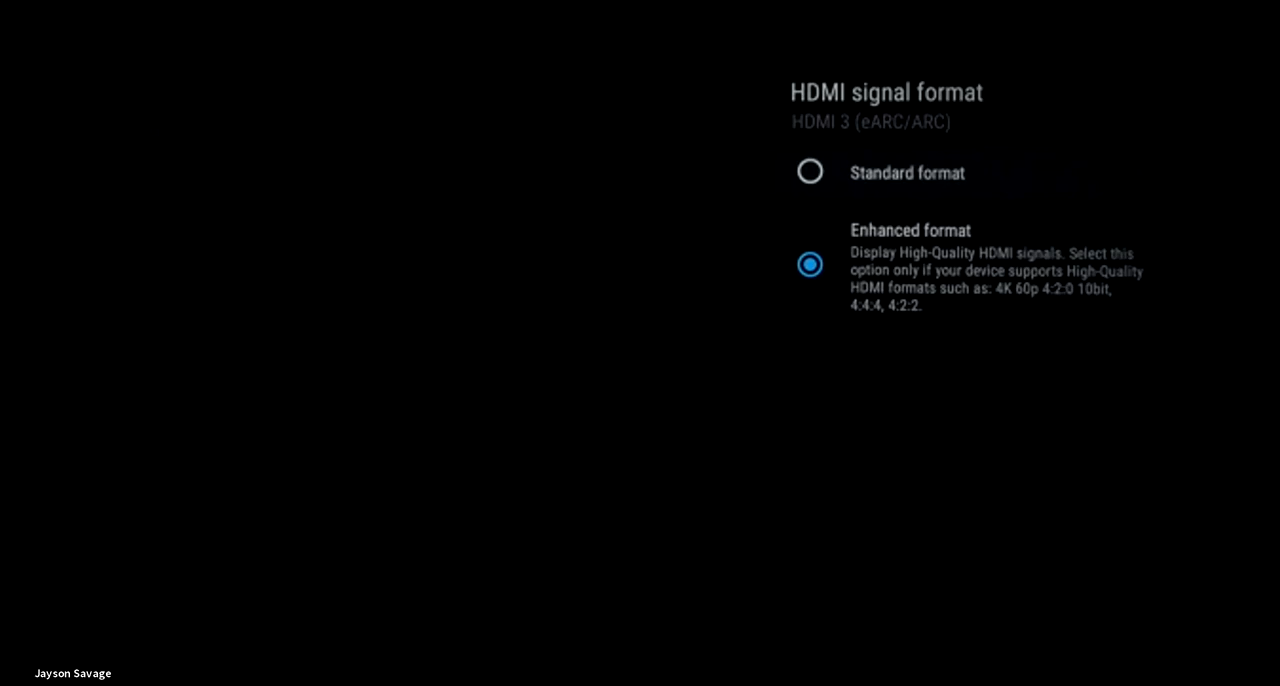 HDMI signal format
HDMI 3 (eARC/ARC)
Standard format
Enhanced format
Display High-Quality HDMI signals. Select this
option only if your device supports High-Quality
HDMI formats such as: 4K 60p 4:2:0 10bit,
4:4:4, 4:2:2.
Jayson Savage